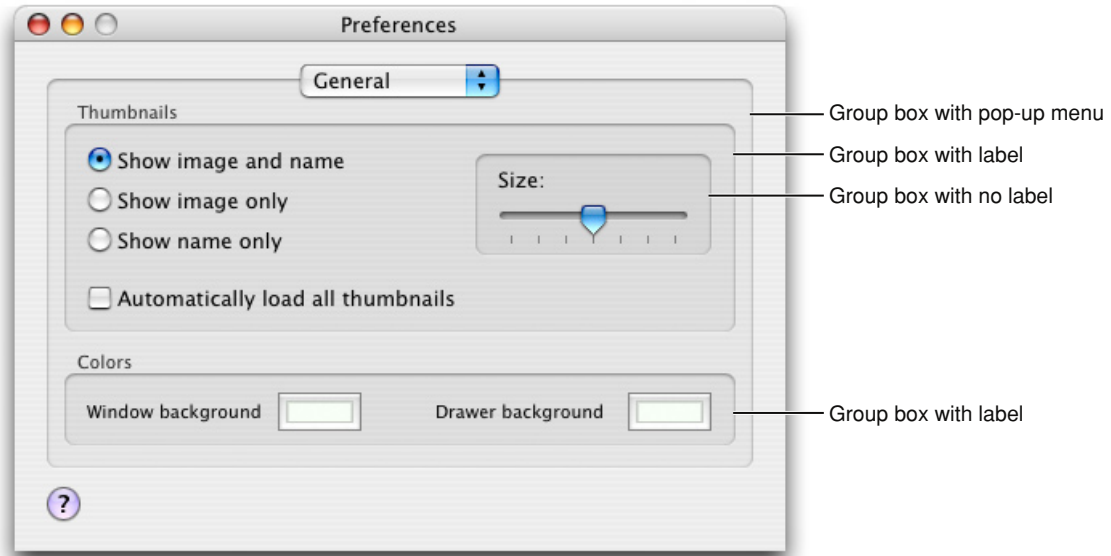 Preferences
General
Thumbnails
Show image and name
Show image only
Show name only
Size:
Automatically load all thumbnails
Colors
Window background
Drawer background
?
Group box with pop-up menu
Group box with label
Group box with no label
Group box with label